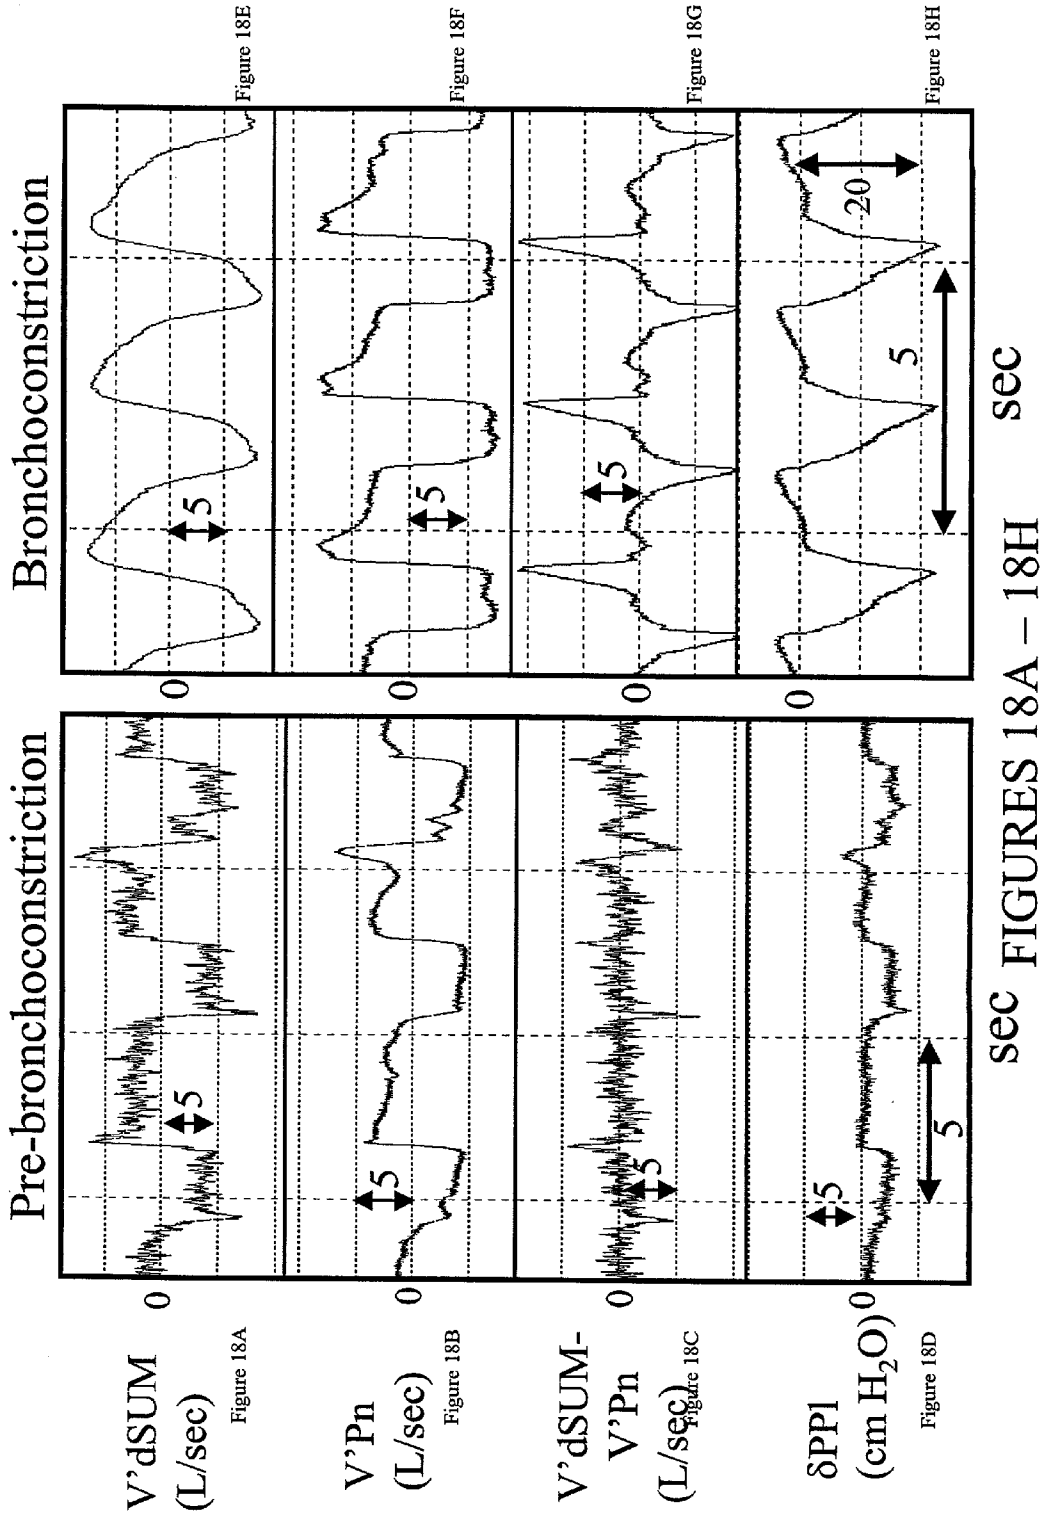 Pre-bronchoconstriction
Bronchoconstriction
V'dSUM
(L/sec)
Figure 18A
0
5
0
5
Figure 18E
V'Pn
(L/sec)
Figure 18B
0
5
0
5
Figure 18F
V'dSUM-
V'Pn
(L/sec)
Figure 18C
0
5
0
5
Figure 18G
δPPl
(cm H₂O)
Figure 18D
0
5
5
0
20
5
Figure 18H
sec
sec
FIGURES 18A – 18H